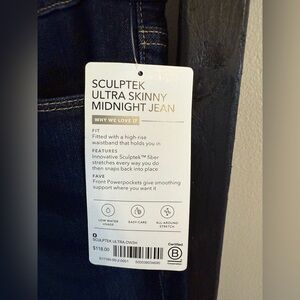 SCULPTEK
ULTRA SKINNY
MIDNIGHT JEAN
WHY WE LOVE IT
FIT
Fitted with a high-rise
waistband that holds you in
FEATURES
Innovative Sculptek™ fiber
stretches every way you do
then snaps back into place
FAVE
Front Powerpockets give smoothing
support where you want it
LOW WATER
USAGE
EASY-CARE
ALL-AROUND
STRETCH
SCULPTEK ULTRA
$118.00
Certified
B